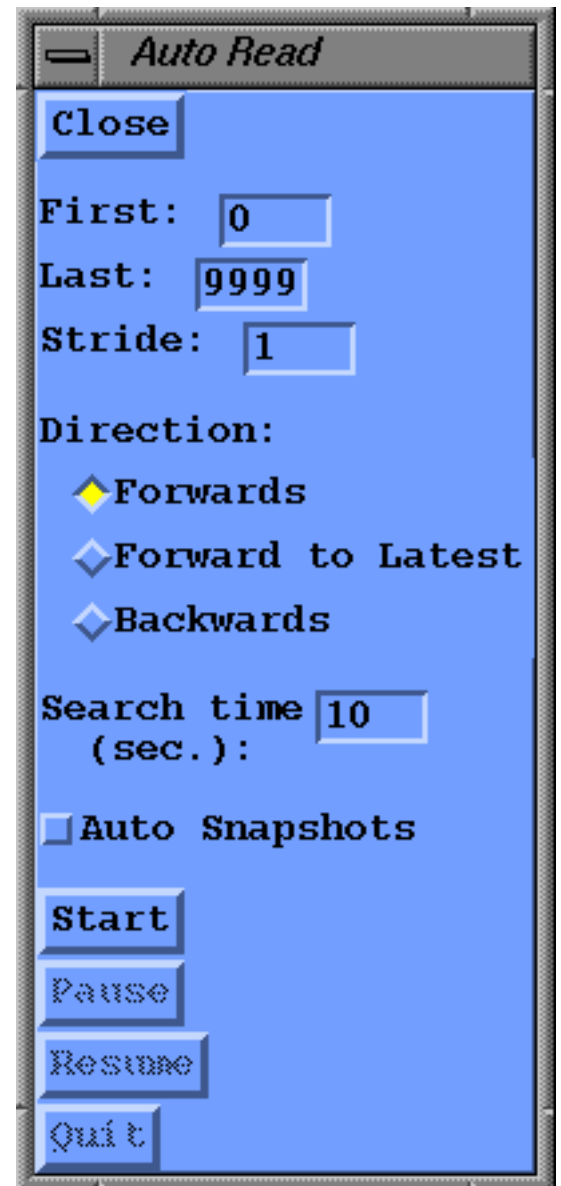 Auto Read
Close
First: 0
Last: 9999
Stride: 1
Direction:
Forwards
Forward to Latest
Backwards
Search time 10
(sec.):
Auto Snapshots
Start
Pause
Resume
Quit